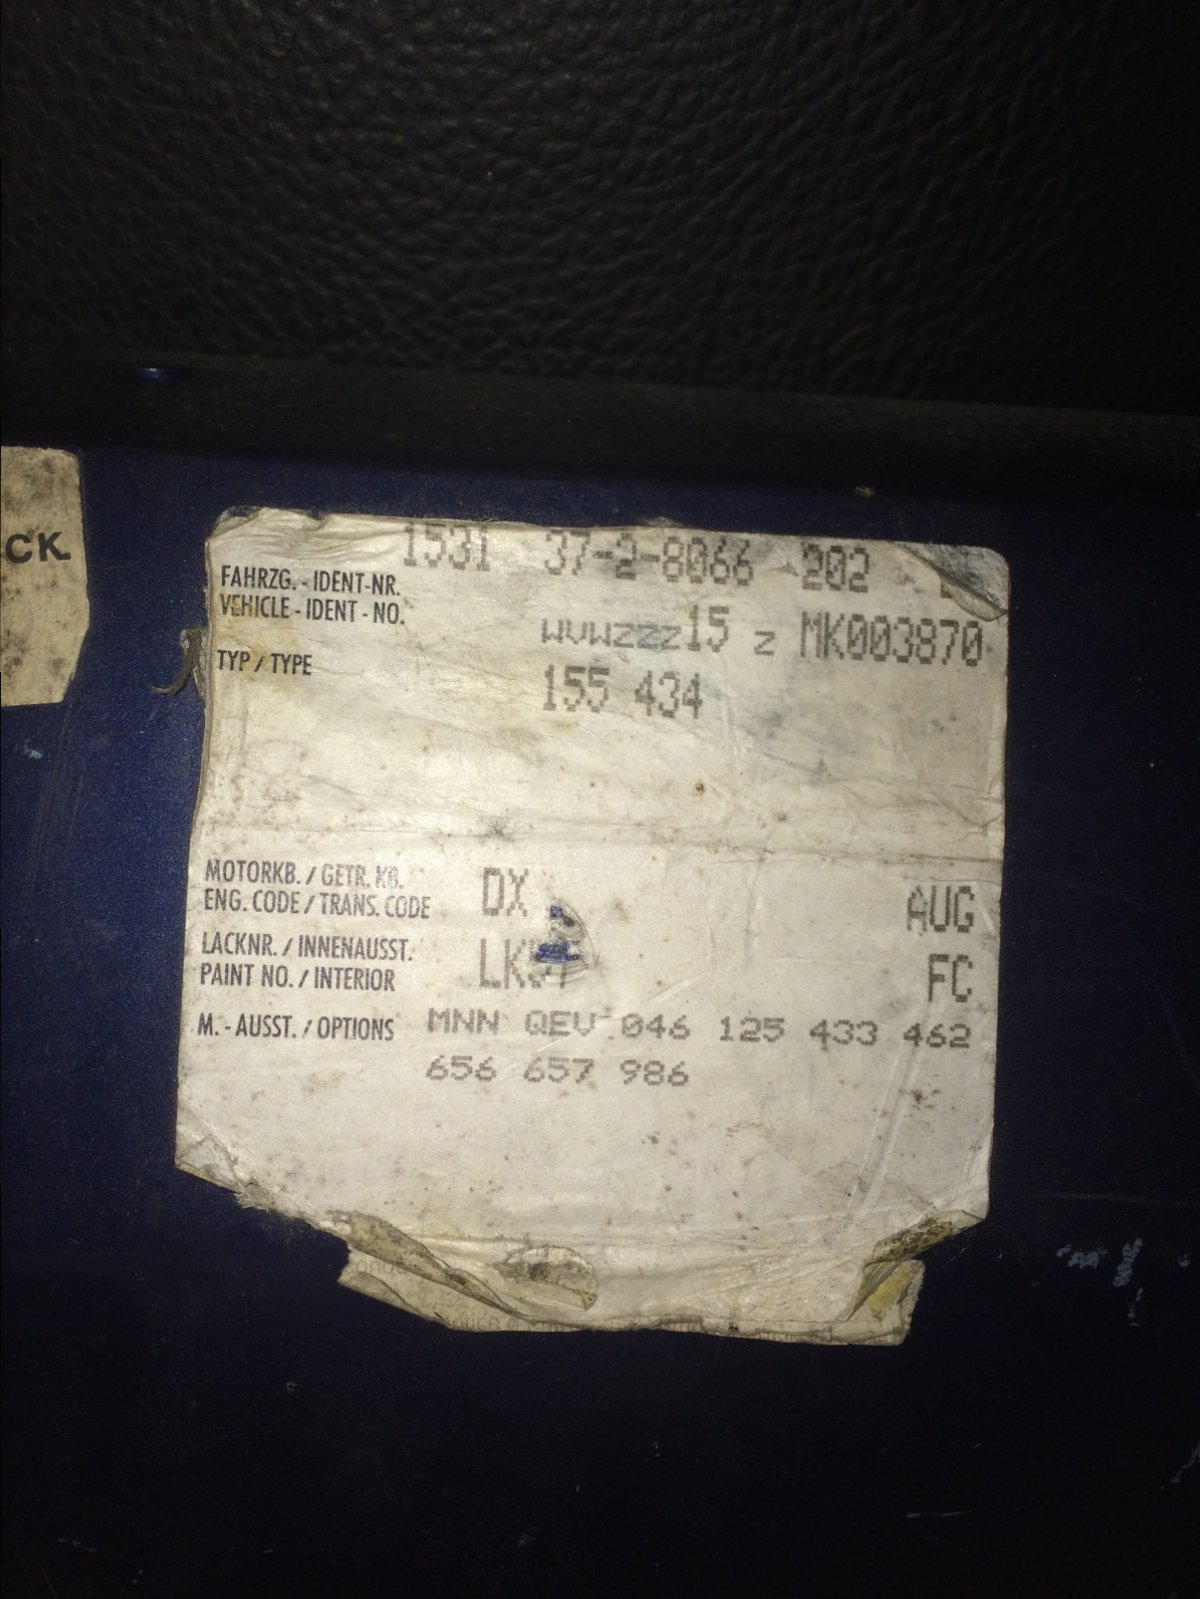 CK.
1531 37-2-8066 202
FAHRZG. - IDENT-NR.
VEHICLE - IDENT - NO. WVWZZZ15 Z MK003870
TYP / TYPE 155 434
MOTORKB. / GETR. KB.
ENG. CODE / TRANS. CODE DX AUG
LACKNR. / INNENAUSST.
PAINT NO. / INTERIOR FC
M. - AUSST. / OPTIONS MNN QEV 046 125 433 462
656 657 986